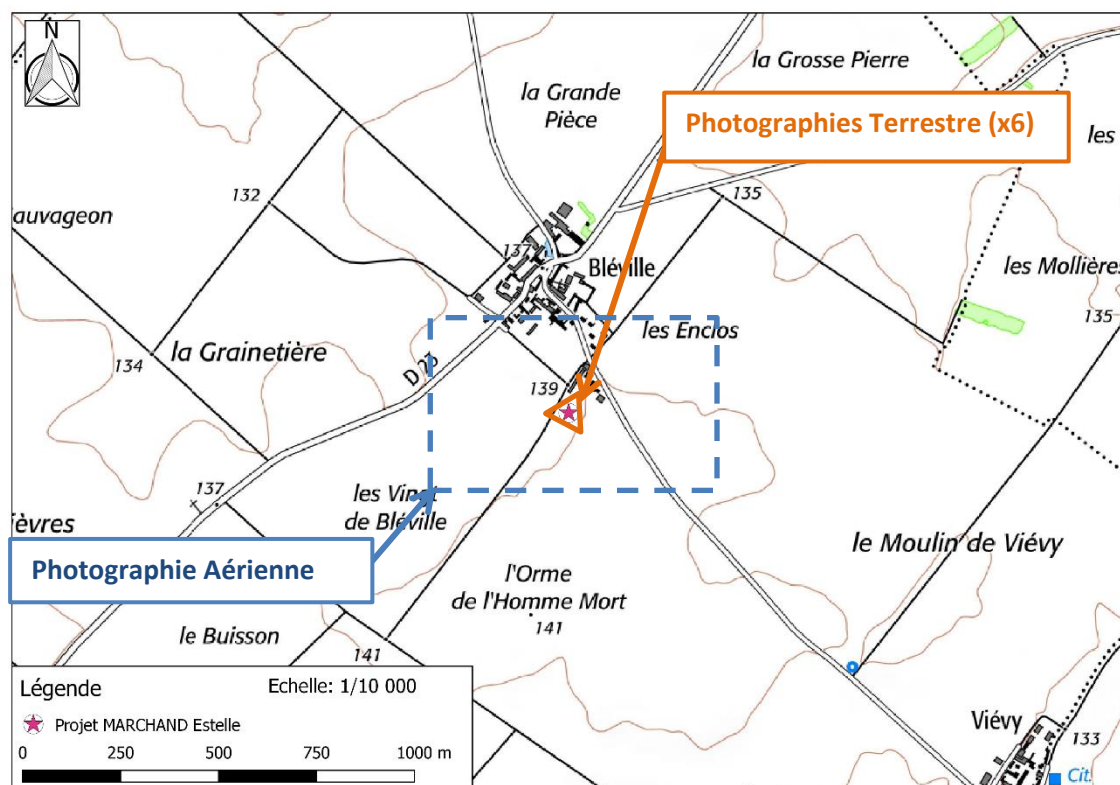 N
la Grosse Pierre
la Grande
Pièce
Photographies Terrestre (x6)
les
132
135
auvageon
137
Bléville
les Mollières
les Enclos
135
la Grainetière
134
D 23
139
137
les Vingt
de Bléville
ièvres
le Moulin de Viévy
Photographie Aérienne
l'Orme
de l'Homme Mort
141
le Buisson
141
Légende
Echelle: 1/10 000
Projet MARCHAND Estelle
0 250 500 750 1000 m
Viévy
133
Cit.